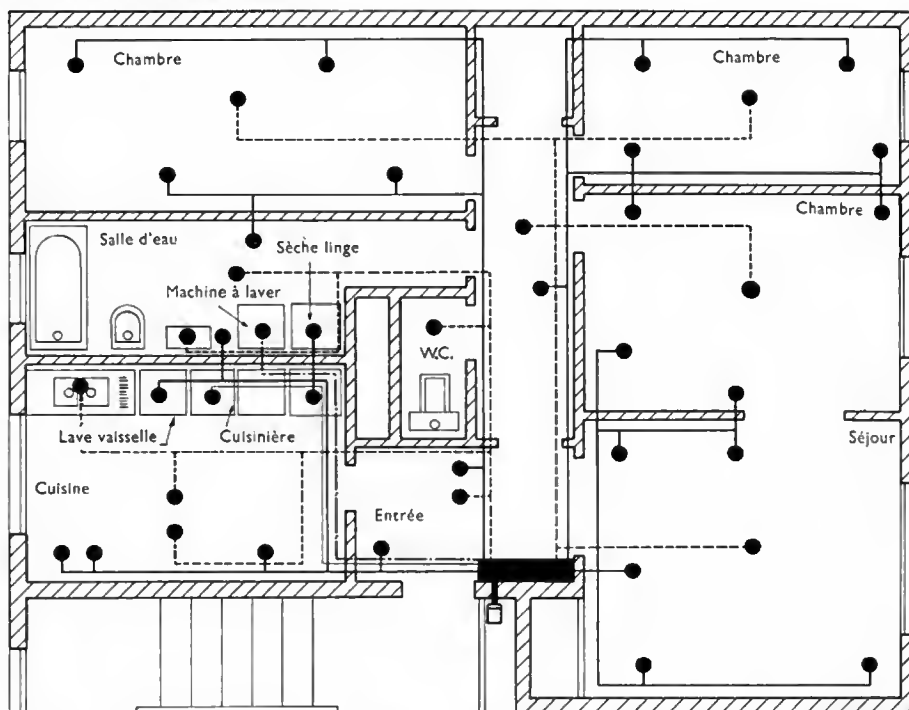 Chambre
Chambre
Chambre
Salle d'eau
Sèche linge
Machine à laver
W.C.
Lave vaisselle
Cuisinière
Séjour
Cuisine
Entrée